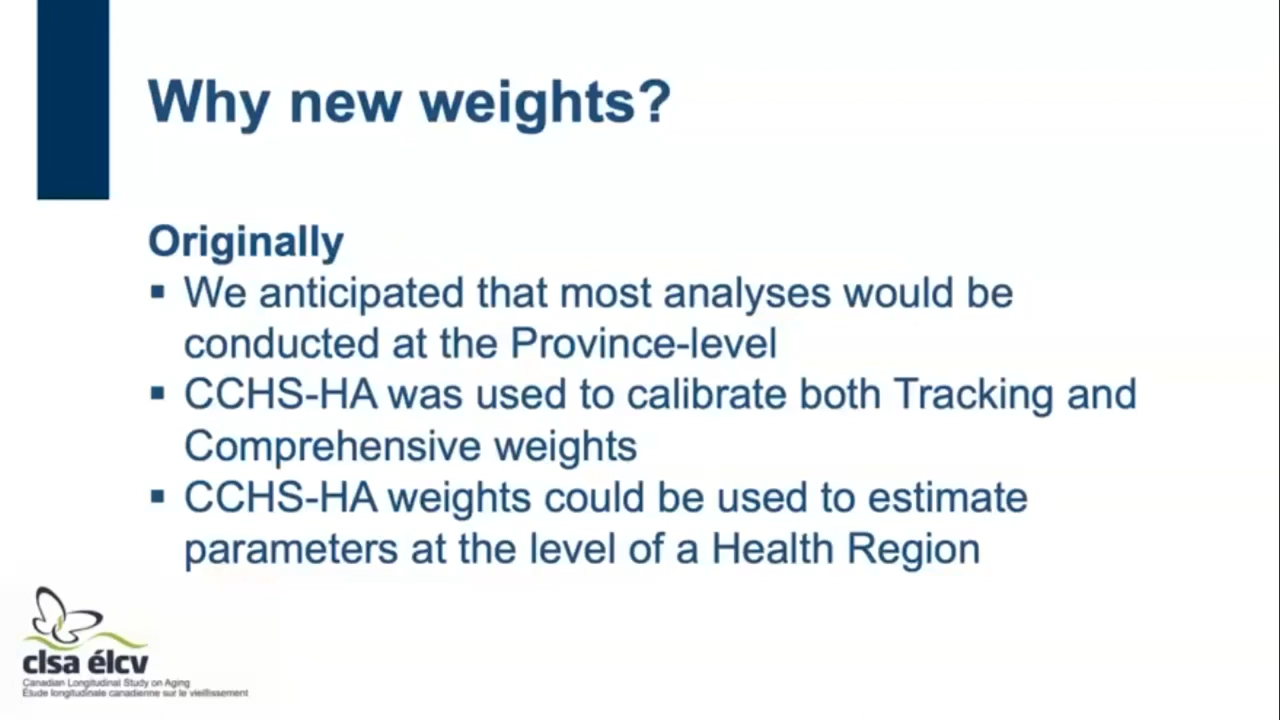 Why new weights?
Originally
▪ We anticipated that most analyses would be
conducted at the Province-level
▪ CCHS-HA was used to calibrate both Tracking and
Comprehensive weights
▪ CCHS-HA weights could be used to estimate
parameters at the level of a Health Region
clsa élcv
Canadian Longitudinal Study on Aging
Étude longitudinale canadienne sur le vieillissement